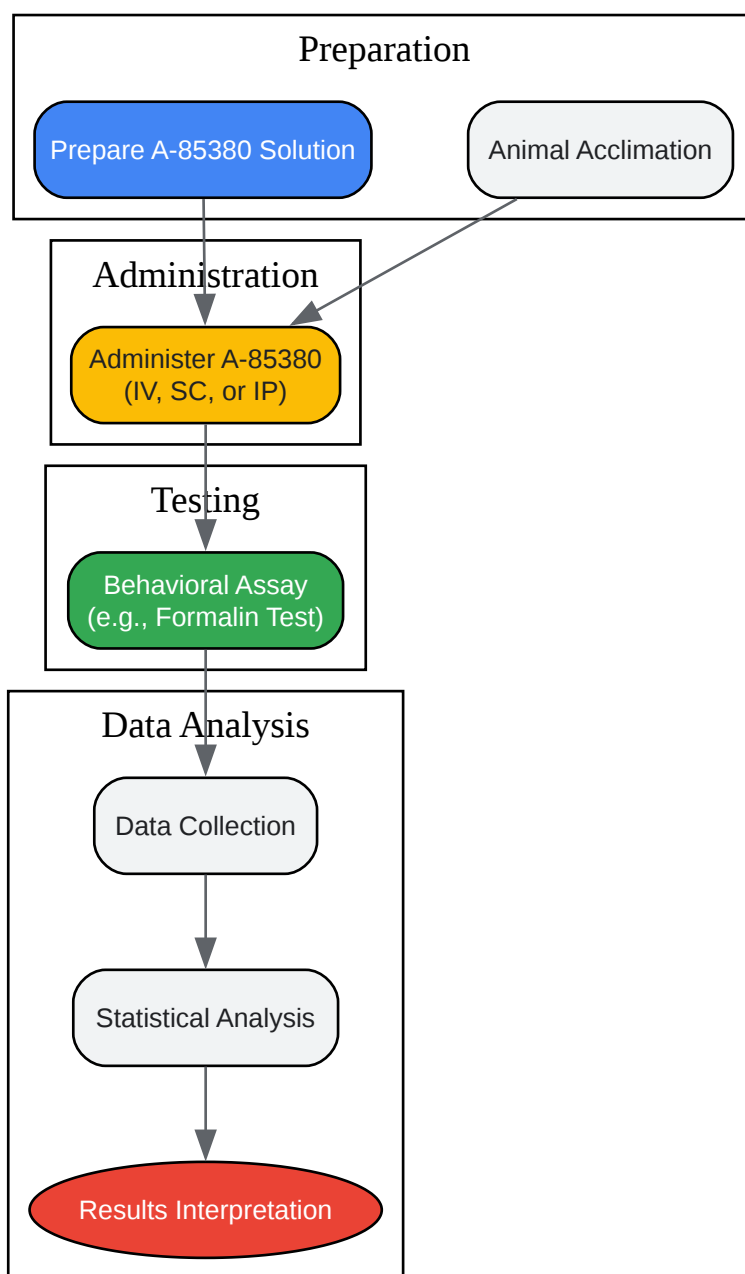 Preparation
Prepare A-85380 Solution
Animal Acclimation
Administration
Administer A-85380
(IV, SC, or IP)
Testing
Behavioral Assay
(e.g., Formalin Test)
Data Analysis
Data Collection
Statistical Analysis
Results Interpretation